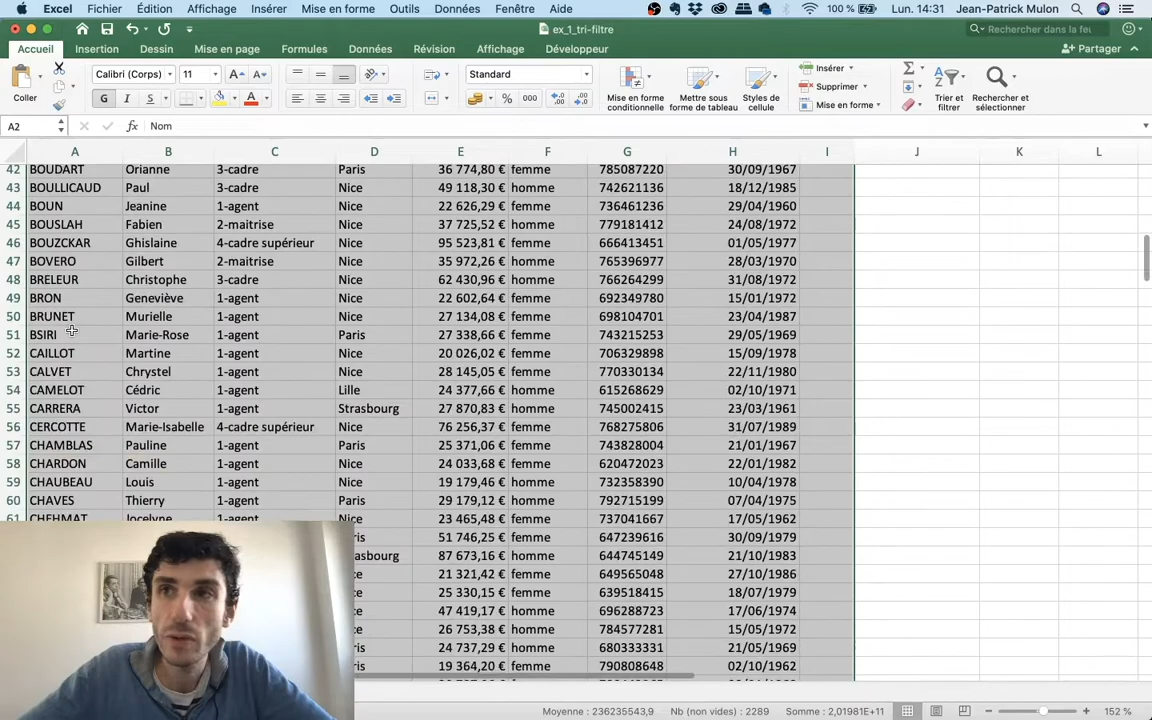 Excel Fichier Édition Affichage Insérer Mise en forme Outils Données Fenêtre Aide 100 % Lun. 14:31 Jean-Patrick Mulon
ex_1_tri-filtre
Rechercher dans la feu
Accueil Insertion Dessin Mise en page Formules Données Révision Affichage Développeur Partager
Coller
Calibri (Corps) 11
G I S
Standard
% 000
Mise en forme conditionnelle
Mettre sous forme de tableau
Styles de cellule
Insérer
Supprimer
Mise en forme
Trier et filtrer
Rechercher et sélectionner
A2 fx Nom
A B C D E F G H I J K L
42 BOUDART Orianne 3-cadre Paris 36 774,80 € femme 785087220 30/09/1967
43 BOULLICAUD Paul 3-cadre Nice 49 118,30 € homme 742621136 18/12/1985
44 BOUN Jeanine 1-agent Nice 22 626,29 € femme 736461236 29/04/1960
45 BOUSLAH Fabien 2-maitrise Nice 37 725,52 € homme 779181412 24/08/1972
46 BOUZCKAR Ghislaine 4-cadre supérieur Nice 95 523,81 € femme 666413451 01/05/1977
47 BOVERO Gilbert 2-maitrise Nice 35 972,26 € homme 765396977 28/03/1970
48 BRELEUR Christophe 3-cadre Nice 62 430,96 € homme 766264299 31/08/1972
49 BRON Geneviève 1-agent Nice 22 602,64 € femme 692349780 15/01/1972
50 BRUNET Murielle 1-agent Nice 27 134,08 € femme 698104701 23/04/1987
51 BSIRI Marie-Rose 1-agent Paris 27 338,66 € femme 743215253 29/05/1969
52 CAILLOT Martine 1-agent Nice 20 026,02 € femme 706329898 15/09/1978
53 CALVET Chrystel 1-agent Nice 28 145,05 € femme 770330134 22/11/1980
54 CAMELOT Cédric 1-agent Lille 24 377,66 € homme 615268629 02/10/1971
55 CARRERA Victor 1-agent Strasbourg 27 870,83 € homme 745002415 23/03/1961
56 CERCOTTE Marie-Isabelle 4-cadre supérieur Nice 76 256,37 € femme 768275806 31/07/1989
57 CHAMBLAS Pauline 1-agent Paris 25 371,06 € femme 743828004 21/01/1967
58 CHARDON Camille 1-agent Nice 24 033,68 € femme 620472023 22/01/1982
59 CHAUBEAU Louis 1-agent Nice 19 179,46 € homme 732358390 10/04/1978
60 CHAVES Thierry 1-agent Paris 29 179,12 € homme 792715199 07/04/1975
61 CHEHMAT Jocelyne 1-agent Nice 23 465,48 € femme 737041667 17/05/1962
ris 51 746,25 € femme 647239616 30/09/1979
rasbourg 87 673,16 € homme 644745149 21/10/1983
ce 21 321,42 € femme 649565048 27/10/1986
ce 25 330,15 € femme 639518415 18/07/1979
ce 47 419,17 € homme 696288723 17/06/1974
ce 26 753,38 € homme 784577281 15/05/1972
ris 24 737,29 € homme 680333331 21/05/1969
ris 19 364,20 € femme 790808648 02/10/1962
Moyenne : 236235543,9 Nb (non vides) : 2289 Somme : 2,01981E+11 152 %